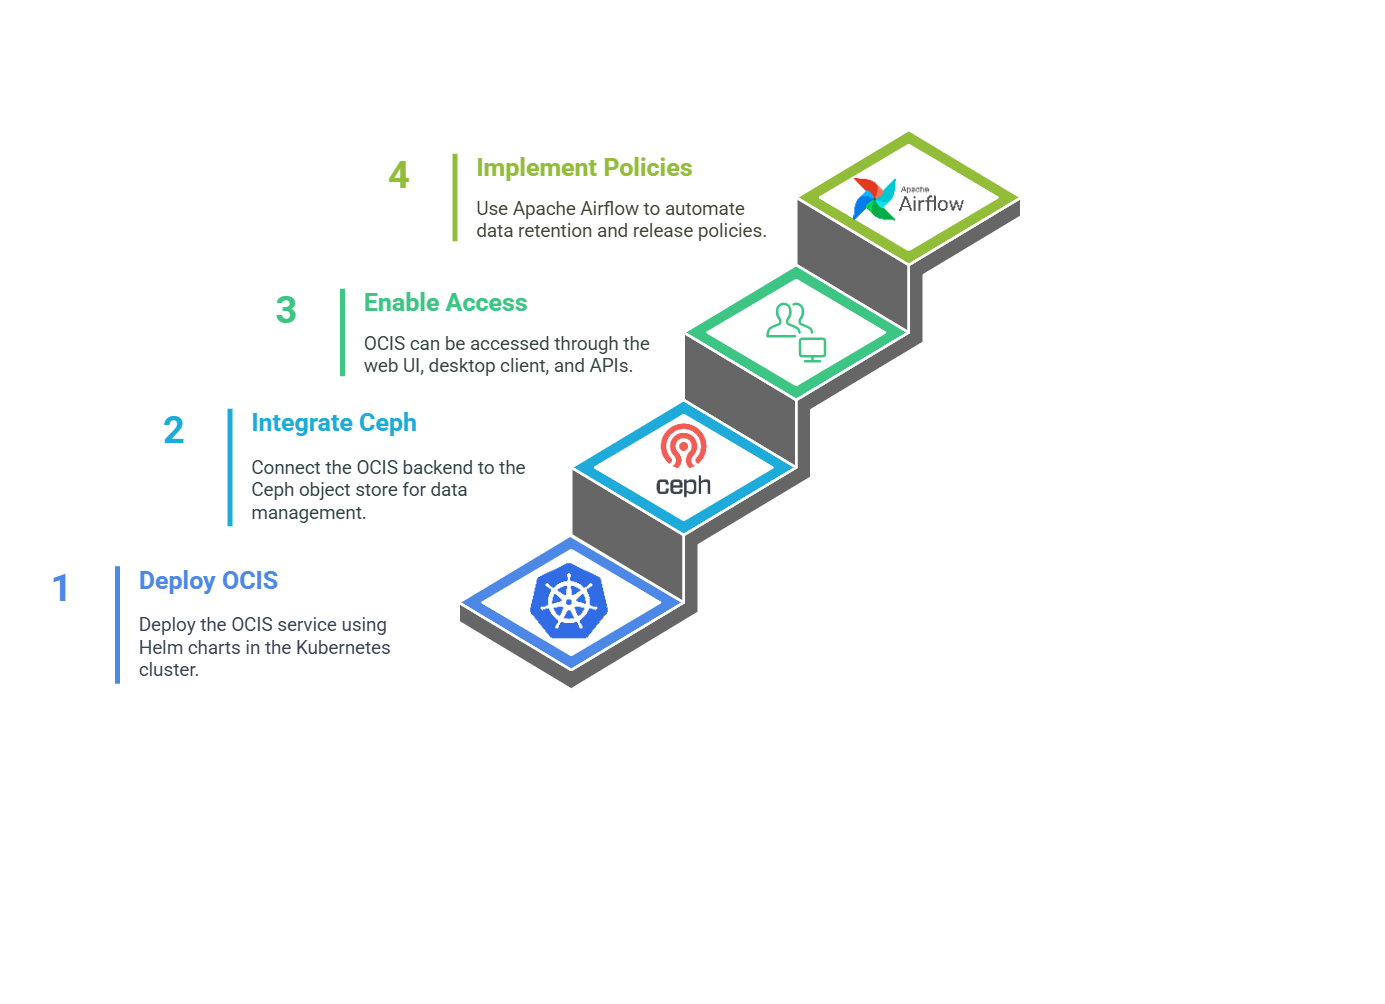 4
Implement Policies
Use Apache Airflow to automate
data retention and release policies.
Apache
Airflow
3
Enable Access
OCIS can be accessed through the
web UI, desktop client, and APIs.
2
Integrate Ceph
Connect the OCIS backend to the
Ceph object store for data
management.
ceph
1
Deploy OCIS
Deploy the OCIS service using
Helm charts in the Kubernetes
cluster.